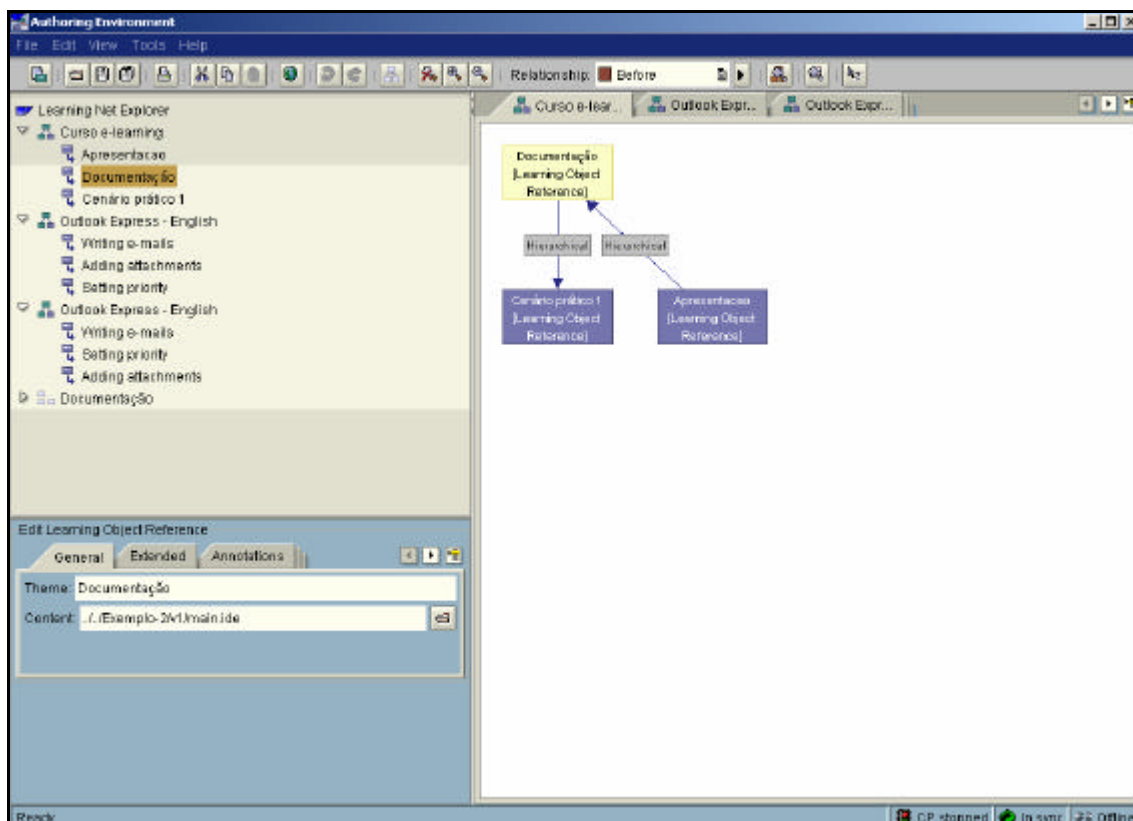 Authoring Environment
File Edit View Tools Help
Relationship: Before
Learning Net Explorer
Curso e-learning
Apresentacao
Documentação
Cenário prático 1
Outlook Express - English
Writing e-mails
Adding attachments
Setting priority
Outlook Express - English
Writing e-mails
Setting priority
Adding attachments
Documentação
Edit Learning Object Reference
General Extended Annotations
Theme: Documentação
Content: ../../Exemplo-2/v1/main.ide
Curso e-lear... Outlook Expr... Outlook Expr...
Documentação
[Learning Object
Reference]
Hierarchical Hierarchical
Cenário prático 1
[Learning Object
Reference]
Apresentacao
[Learning Object
Reference]
Ready
CP stopped In sync Offline